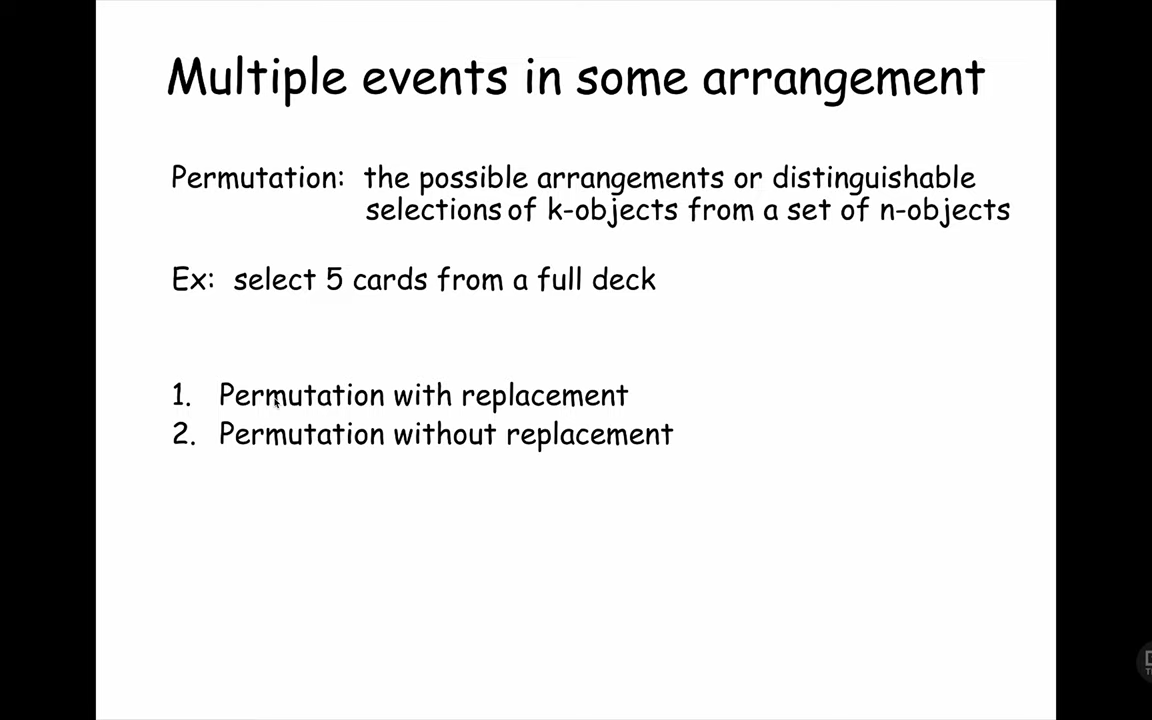 Multiple events in some arrangement
Permutation: the possible arrangements or distinguishable
selections of k-objects from a set of n-objects
Ex: select 5 cards from a full deck
1. Permutation with replacement
2. Permutation without replacement